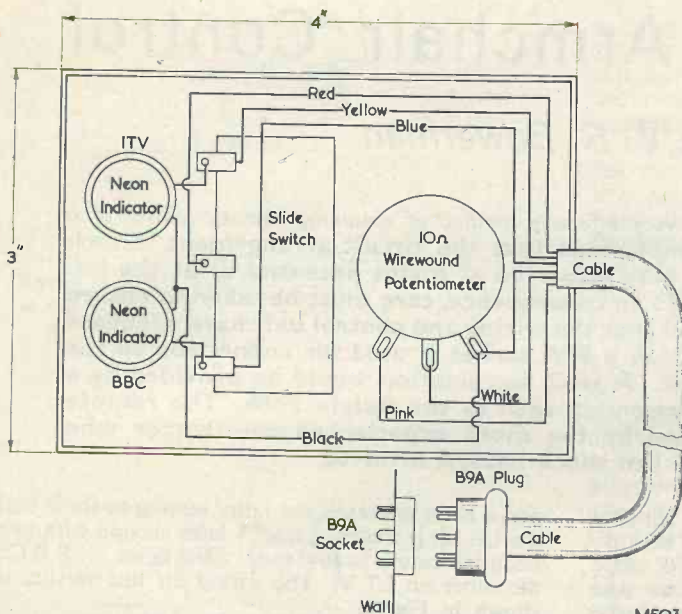 Armchair Control
4"
Red
Yellow
Blue
ITV
Neon
Indicator
Slide
Switch
3"
10Ω
Wirewound
Potentiometer
Cable
Neon
Indicator
BBC
White
Pink
Black
B9A Plug
B9A
Socket
Cable
Wall